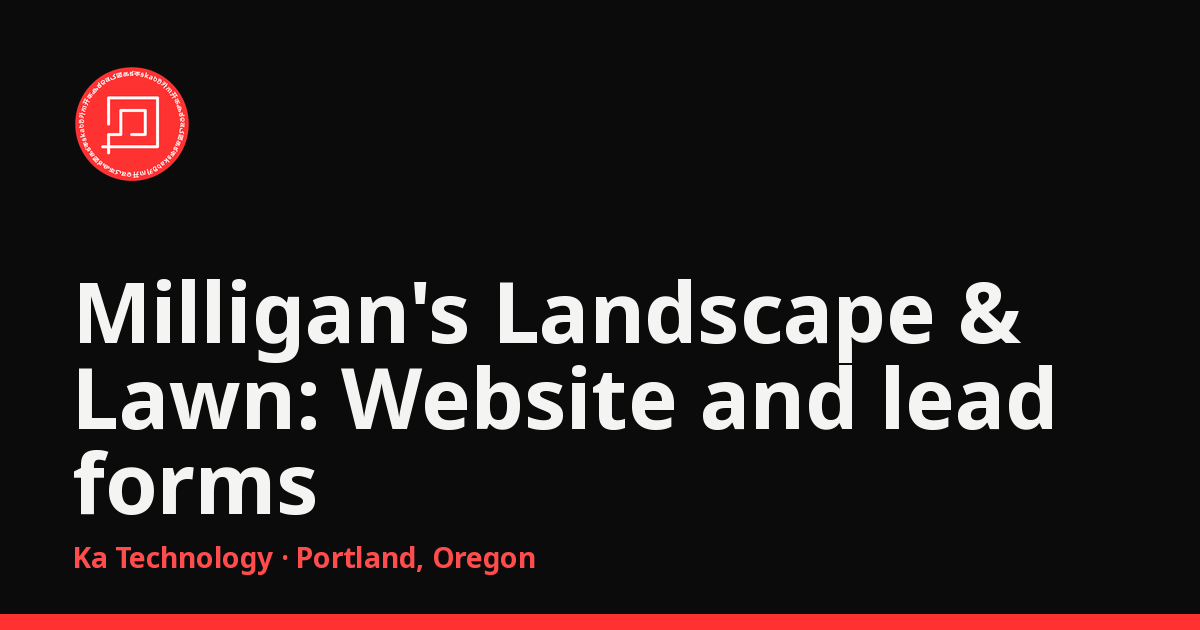 Milligan's Landscape &
Lawn: Website and lead
forms
Ka Technology · Portland, Oregon